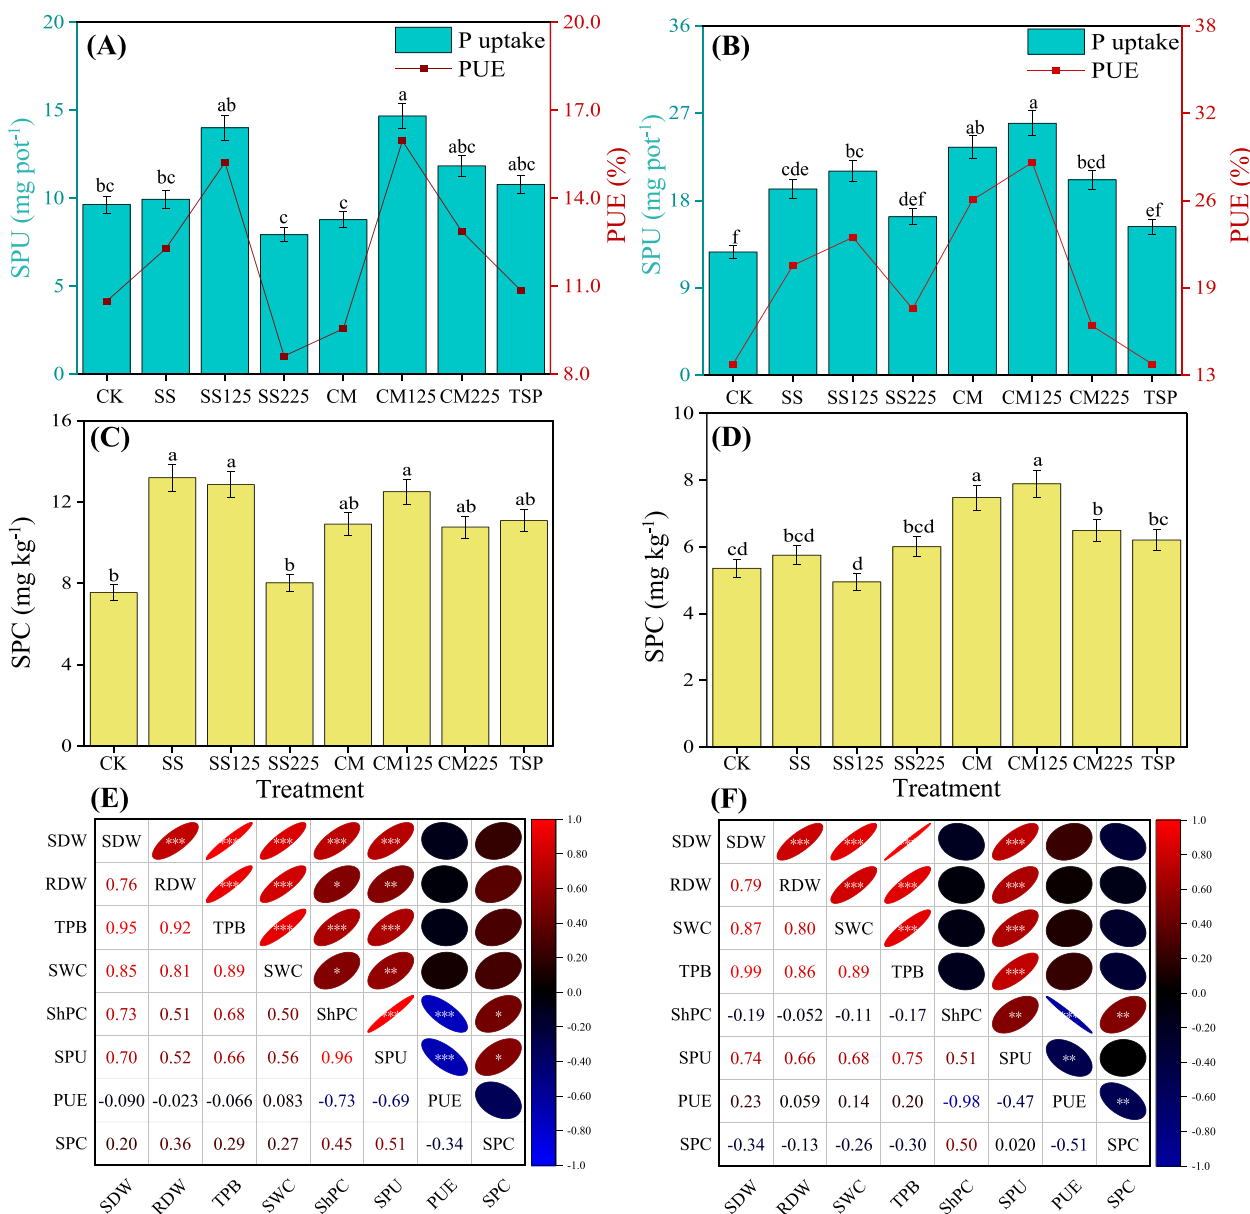 (A)
P uptake
PUE
SPU (mg pot⁻¹)
20
15
10
5
0
PUE (%)
20.0
17.0
14.0
11.0
8.0
bc bc ab c c a abc abc
CK SS SS125 SS225 CM CM125 CM225 TSP
(B)
P uptake
PUE
SPU (mg pot⁻¹)
36
27
18
9
0
PUE (%)
38
32
26
19
13
f cde bc def ab a bcd ef
CK SS SS125 SS225 CM CM125 CM225 TSP
(C)
SPC (mg kg⁻¹)
16
12
8
4
0
b a a b ab a ab ab
CK SS SS125 SS225 CM CM125 CM225 TSP
Treatment
(D)
SPC (mg kg⁻¹)
10
8
6
4
2
0
cd bcd d bcd a a b bc
CK SS SS125 SS225 CM CM125 CM225 TSP
Treatment
(E)
SDW SDW *** *** *** *** ***
RDW 0.76 RDW *** *** * **
TPB 0.95 0.92 TPB *** *** ***
SWC 0.85 0.81 0.89 SWC * **
ShPC 0.73 0.51 0.68 0.50 ShPC *** *** *
SPU 0.70 0.52 0.66 0.56 0.96 SPU *** *
PUE -0.090 -0.023 -0.066 0.083 -0.73 -0.69 PUE
SPC 0.20 0.36 0.29 0.27 0.45 0.51 -0.34 SPC
SDW RDW TPB SWC ShPC SPU PUE SPC
1.0
0.80
0.60
0.40
0.20
0.0
-0.20
-0.40
-0.60
-0.80
-1.0
(F)
SDW SDW *** *** *** ***
RDW 0.79 RDW *** *** ***
SWC 0.87 0.80 SWC *** ***
TPB 0.99 0.86 0.89 TPB ***
ShPC -0.19 -0.052 -0.11 -0.17 ShPC ** *** **
SPU 0.74 0.66 0.68 0.75 0.51 SPU **
PUE 0.23 0.059 0.14 0.20 -0.98 -0.47 PUE **
SPC -0.34 -0.13 -0.26 -0.30 0.50 0.020 -0.51 SPC
SDW RDW SWC TPB ShPC SPU PUE SPC
1.0
0.80
0.60
0.40
0.20
0.0
-0.20
-0.40
-0.60
-0.80
-1.0